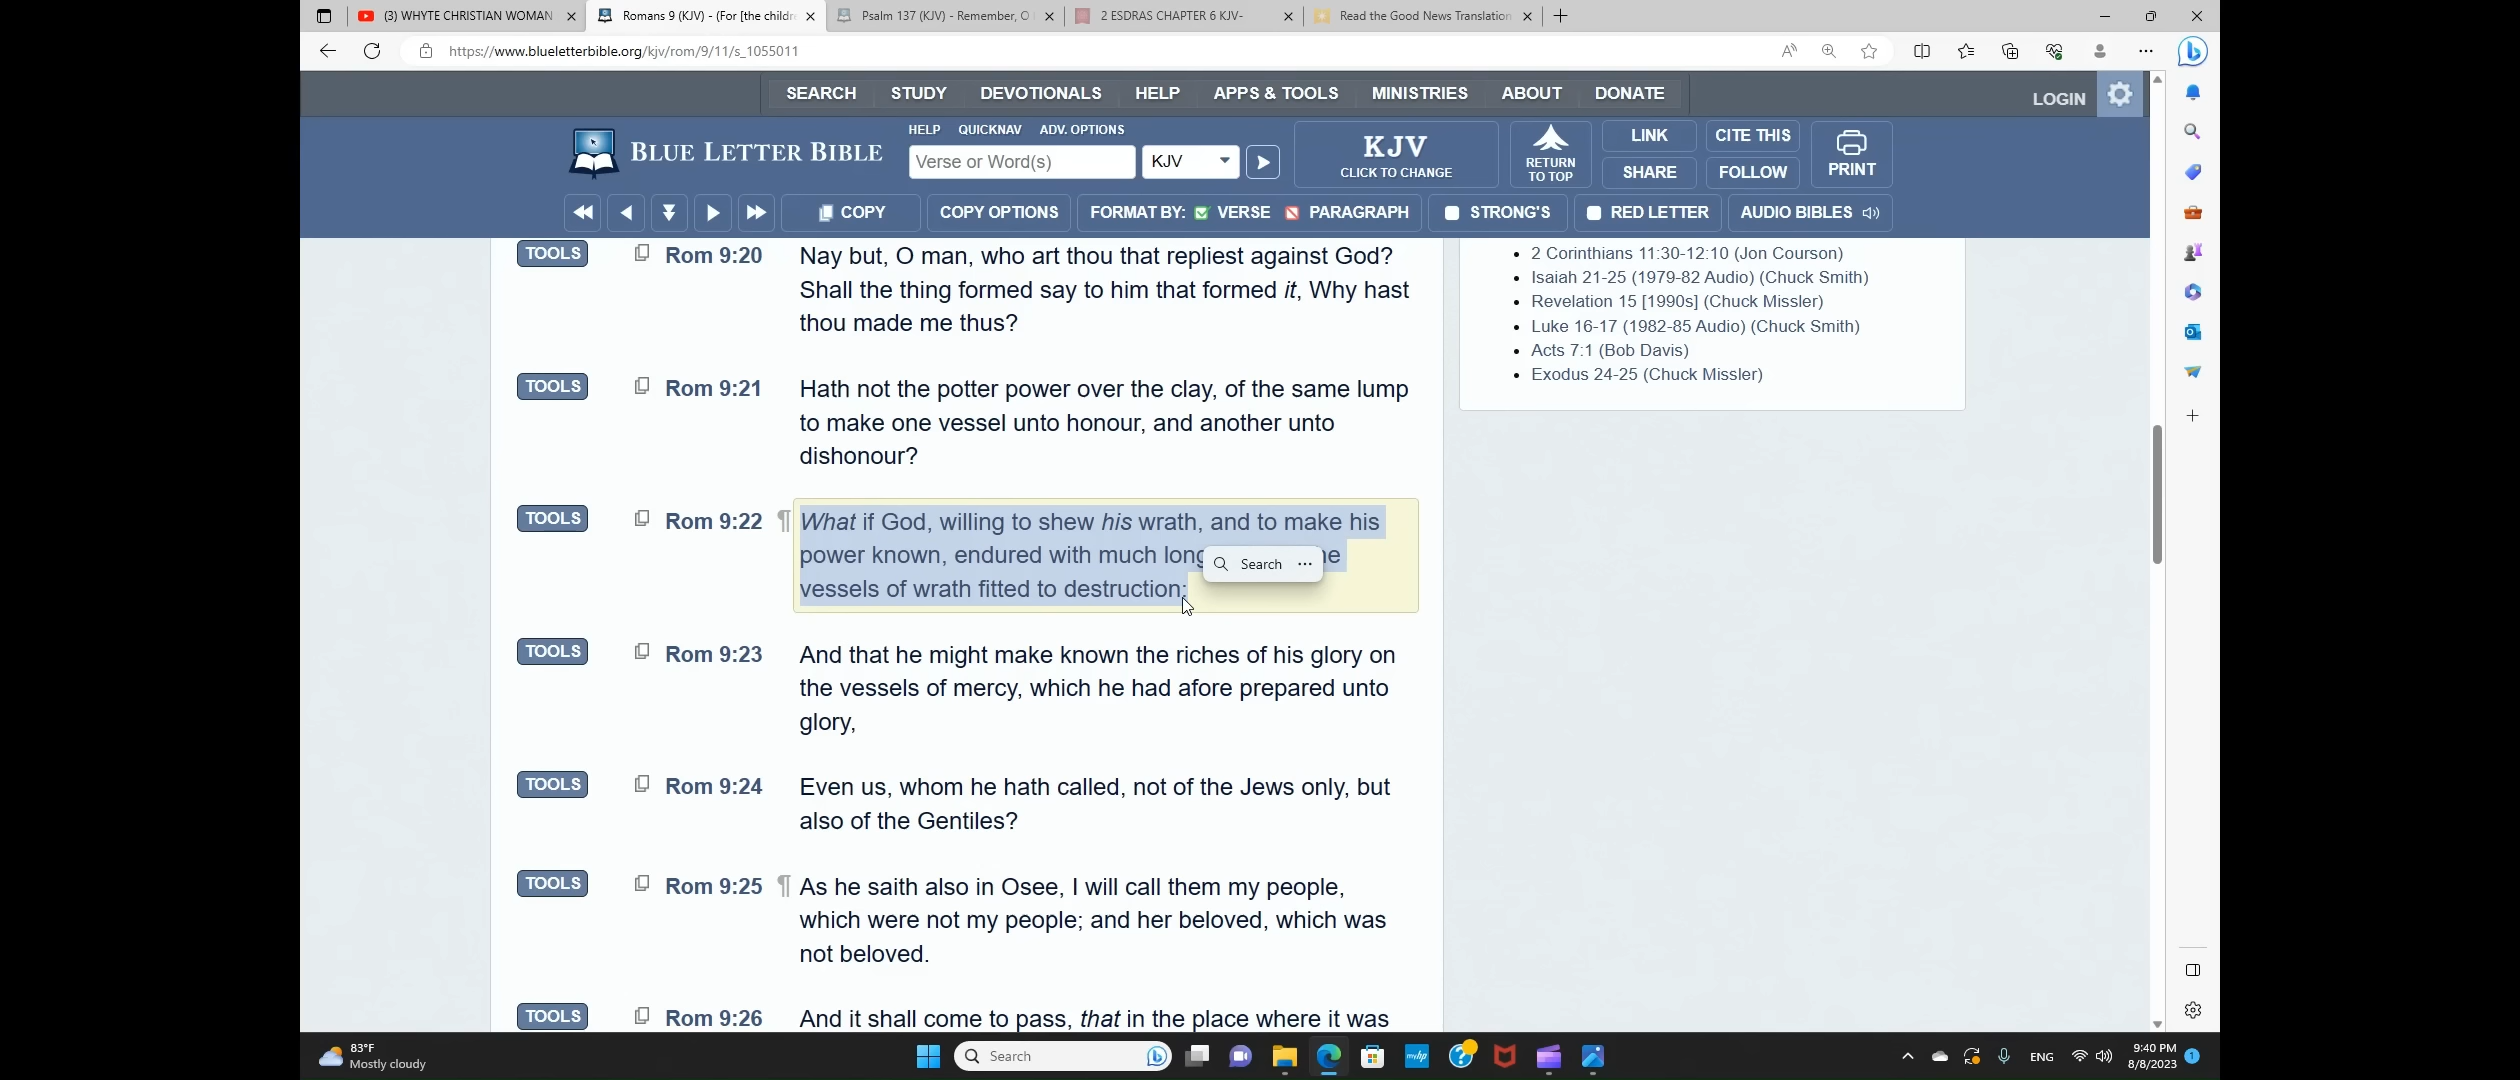 (3) WHYTE CHRISTIAN WOMAN
Romans 9 (KJV) - (For [the childr
Psalm 137 (KJV) - Remember, O
2 ESDRAS CHAPTER 6 KJV-
Read the Good News Translation
https://www.blueletterbible.org/kjv/rom/9/11/s_1055011
SEARCH STUDY DEVOTIONALS HELP APPS & TOOLS MINISTRIES ABOUT DONATE
LOGIN
BLUE LETTER BIBLE
HELP QUICKNAV ADV. OPTIONS
Verse or Word(s)
KJV
KJV
CLICK TO CHANGE
RETURN
TO TOP
LINK
CITE THIS
SHARE
FOLLOW
PRINT
COPY
COPY OPTIONS
FORMAT BY: VERSE PARAGRAPH
STRONG'S
RED LETTER
AUDIO BIBLES
TOOLS Rom 9:20 Nay but, O man, who art thou that repliest against God?
Shall the thing formed say to him that formed it, Why hast
thou made me thus?
TOOLS Rom 9:21 Hath not the potter power over the clay, of the same lump
to make one vessel unto honour, and another unto
dishonour?
TOOLS Rom 9:22 ¶ What if God, willing to shew his wrath, and to make his
power known, endured with much
vessels of wrath fitted to destruction:
Search ...
TOOLS Rom 9:23 And that he might make known the riches of his glory on
the vessels of mercy, which he had afore prepared unto
glory,
TOOLS Rom 9:24 Even us, whom he hath called, not of the Jews only, but
also of the Gentiles?
TOOLS Rom 9:25 ¶ As he saith also in Osee, I will call them my people,
which were not my people; and her beloved, which was
not beloved.
TOOLS Rom 9:26 And it shall come to pass, that in the place where it was
• 2 Corinthians 11:30-12:10 (Jon Courson)
• Isaiah 21-25 (1979-82 Audio) (Chuck Smith)
• Revelation 15 [1990s] (Chuck Missler)
• Luke 16-17 (1982-85 Audio) (Chuck Smith)
• Acts 7:1 (Bob Davis)
• Exodus 24-25 (Chuck Missler)
83°F
Mostly cloudy
Search
myhp
ENG
9:40 PM
8/8/2023
1